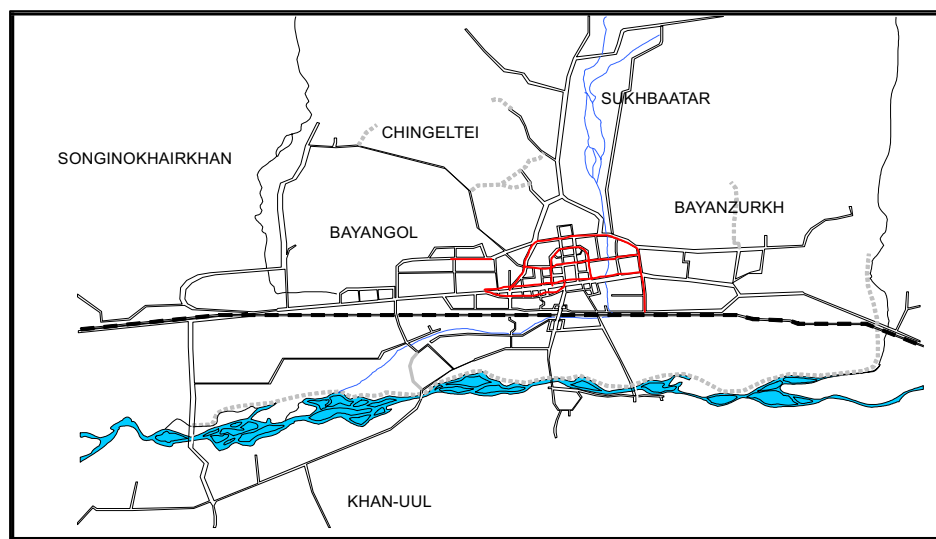 SUKHBAATAR
CHINGELTEI
SONGINOKHAIRKHAN
BAYANZURKH
BAYANGOL
KHAN-UUL